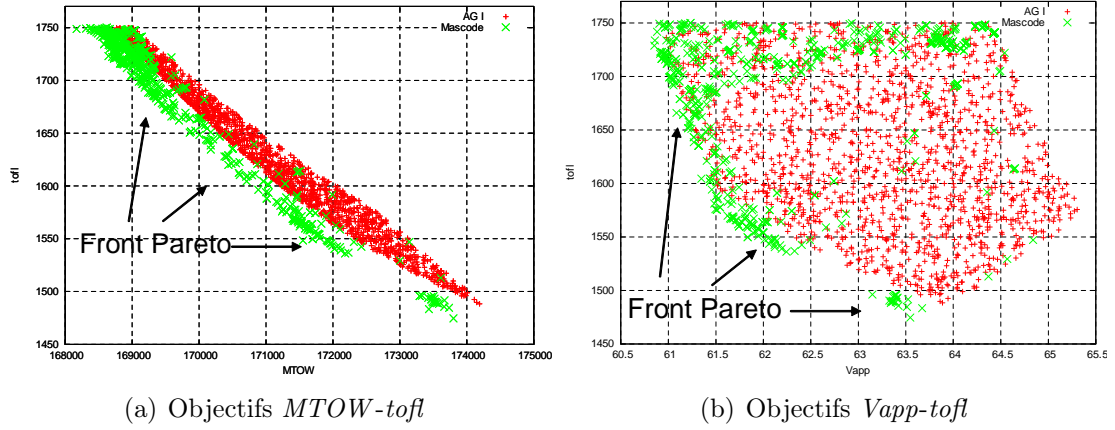 AG I
Mascode
1750
1700
1650
1600
1550
1500
1450
tofl
Front Pareto
168000 169000 170000 171000 172000 173000 174000 175000
MTOW
(a) Objectifs MTOW-tofl
AG I
Mascode
1750
1700
1650
1600
1550
1500
1450
tofl
Front Pareto
60.5 61 61.5 62 62.5 63 63.5 64 64.5 65 65.5
Vapp
(b) Objectifs Vapp-tofl